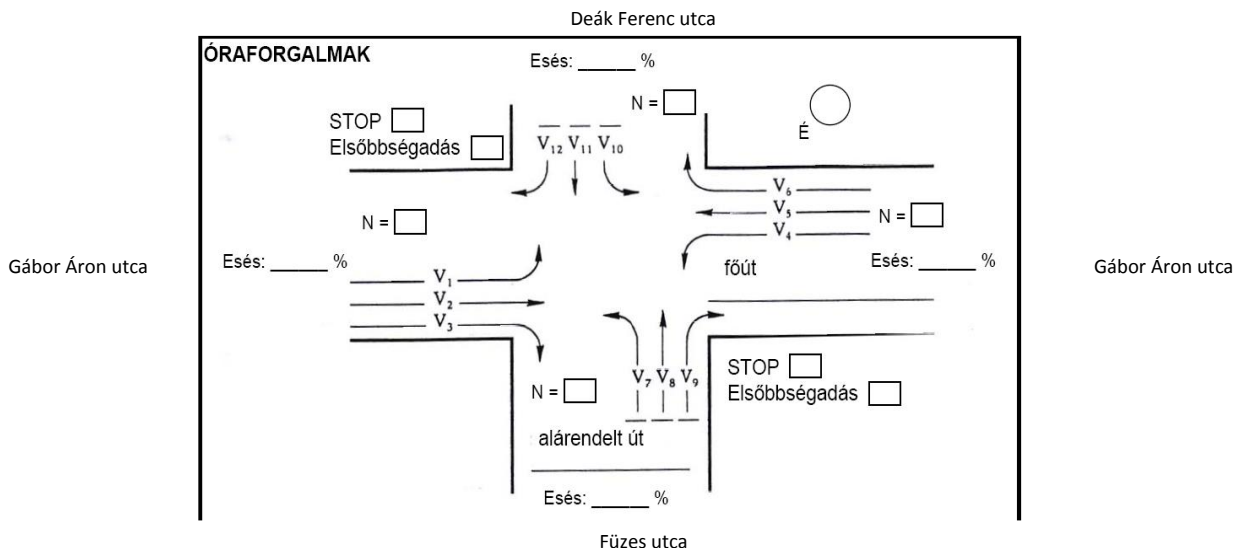 Deák Ferenc utca
ÓRAFORGALMAK
Esés: ______ %
N =
STOP
Elsőbbségadás
É
V12 V11 V10
V6
V5
V4
N =
N =
Gábor Áron utca
Esés: ______ %
főút
Esés: ______ %
Gábor Áron utca
V1
V2
V3
N =
V7 V8 V9
STOP
Elsőbbségadás
alárendelt út
Esés: ______ %
Füzes utca